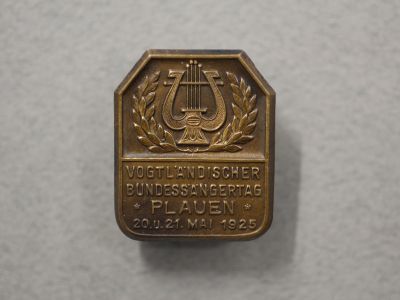 VOGTLÄNDISCHER
BUNDESSÄNGERTAG
* PLAUEN *
20.u.21. MAI 1925